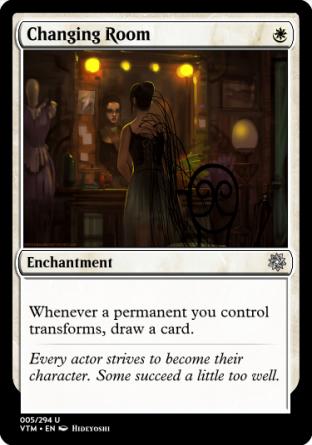 Changing Room
Enchantment
Whenever a permanent you control
transforms, draw a card.
Every actor strives to become their
character. Some succeed a little too well.
005/294 U
VTM • EN HIDEYOSHI